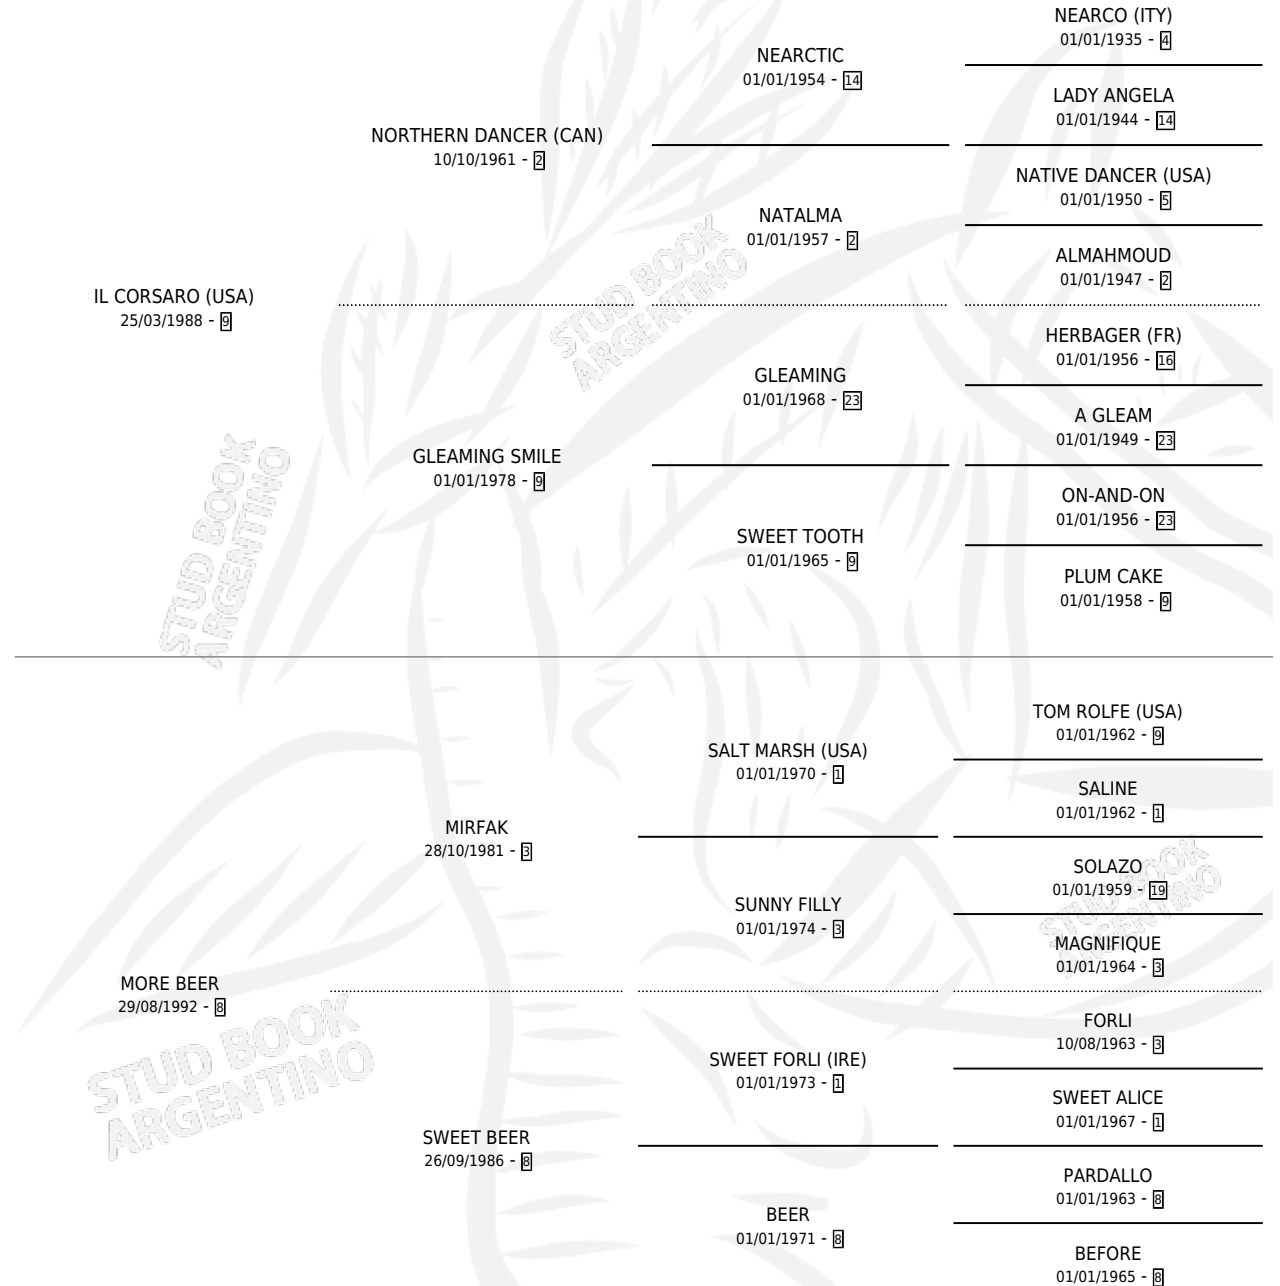 NEARCO (ITY)
01/01/1935 - 4
NEARCTIC
01/01/1954 - 14
LADY ANGELA
01/01/1944 - 14
NORTHERN DANCER (CAN)
10/10/1961 - 2
NATIVE DANCER (USA)
01/01/1950 - 5
NATALMA
01/01/1957 - 2
ALMAHMOUD
01/01/1947 - 2
IL CORSARO (USA)
25/03/1988 - 9
STUD BOOK
ARGENTINO
HERBAGER (FR)
01/01/1956 - 16
GLEAMING
01/01/1968 - 23
A GLEAM
01/01/1949 - 23
GLEAMING SMILE
01/01/1978 - 9
ON-AND-ON
01/01/1956 - 23
SWEET TOOTH
01/01/1965 - 9
PLUM CAKE
01/01/1958 - 9
STUD BOOK
ARGENTINO
TOM ROLFE (USA)
01/01/1962 - 9
SALT MARSH (USA)
01/01/1970 - 1
SALINE
01/01/1962 - 1
MIRFAK
28/10/1981 - 3
SOLAZO
01/01/1959 - 19
SUNNY FILLY
01/01/1974 - 3
MAGNIFIQUE
01/01/1964 - 3
STUD BOOK
ARGENTINO
MORE BEER
29/08/1992 - 8
FORLI
10/08/1963 - 3
SWEET FORLI (IRE)
01/01/1973 - 1
SWEET ALICE
01/01/1967 - 1
STUD BOOK
ARGENTINO
SWEET BEER
26/09/1986 - 8
PARDALLO
01/01/1963 - 8
BEER
01/01/1971 - 8
BEFORE
01/01/1965 - 8